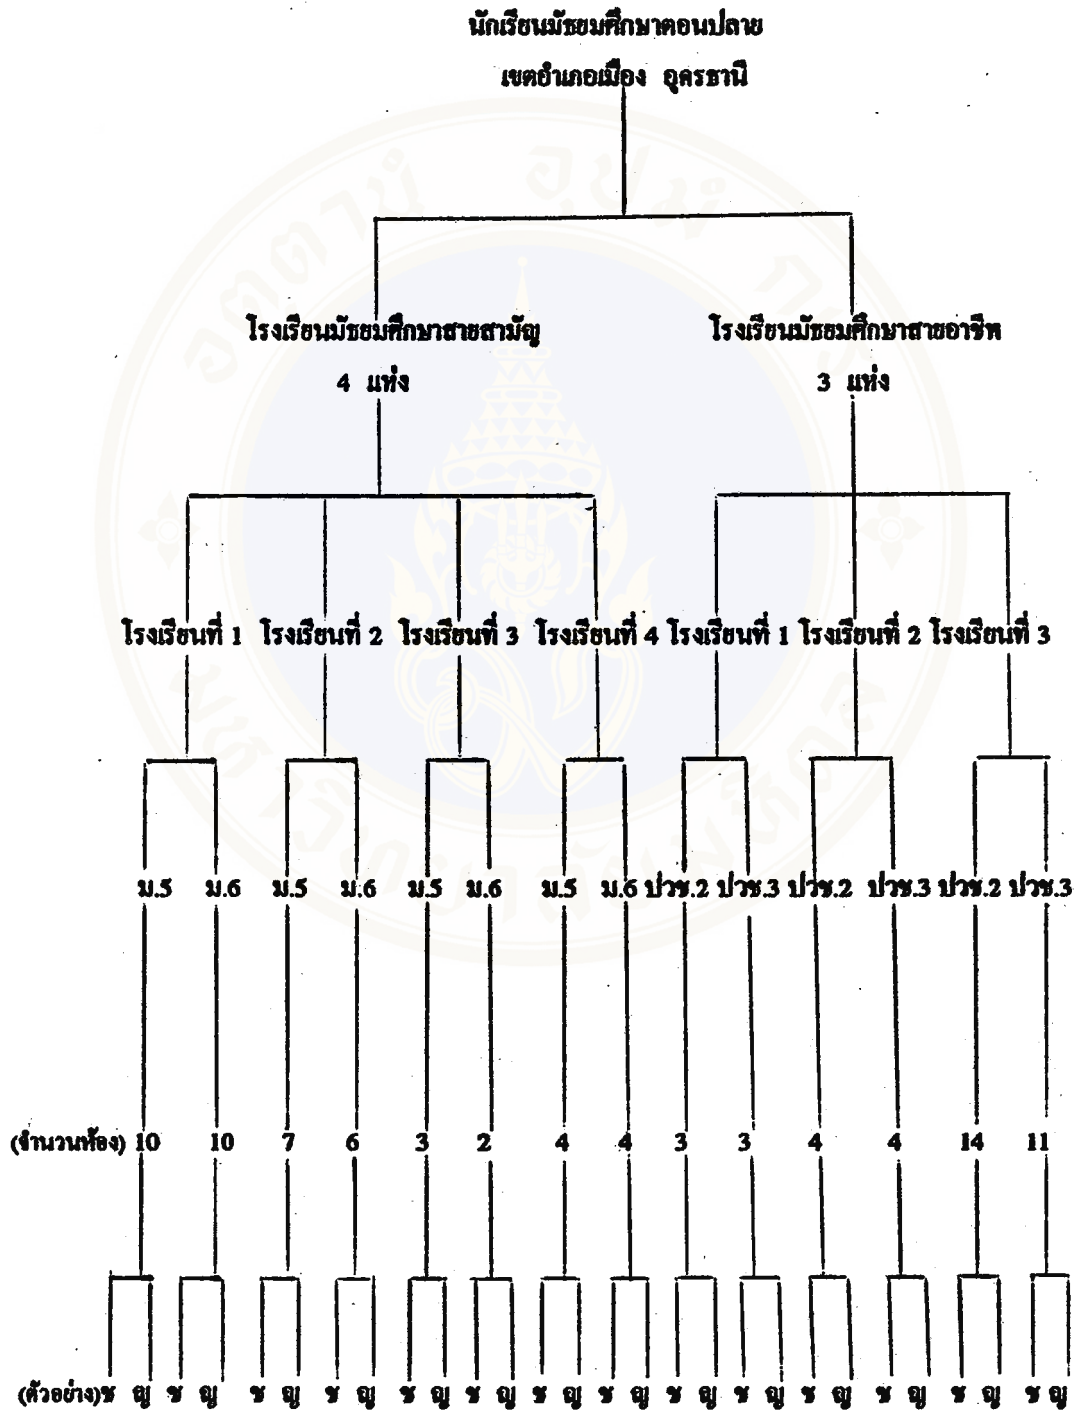 นักเรียนมัธยมศึกษาตอนปลาย
เขตอำเภอเมือง อุดรธานี
โรงเรียนมัธยมศึกษาสายสามัญ โรงเรียนมัธยมศึกษาสายอาชีพ
4 แห่ง 3 แห่ง
โรงเรียนที่ 1 โรงเรียนที่ 2 โรงเรียนที่ 3 โรงเรียนที่ 4 โรงเรียนที่ 1 โรงเรียนที่ 2 โรงเรียนที่ 3
ม.5 ม.6 ม.5 ม.6 ม.5 ม.6 ม.5 ม.6 ปวช.2 ปวช.3 ปวช.2 ปวช.3 ปวช.2 ปวช.3
(จำนวนห้อง) 10 10 7 6 3 2 4 4 3 3 4 4 14 11
(ตัวอย่าง) ช ญ ช ญ ช ญ ช ญ ช ญ ช ญ ช ญ ช ญ ช ญ ช ญ ช ญ ช ญ ช ญ ช ญ
มหาวิทยาลัยมหิดล